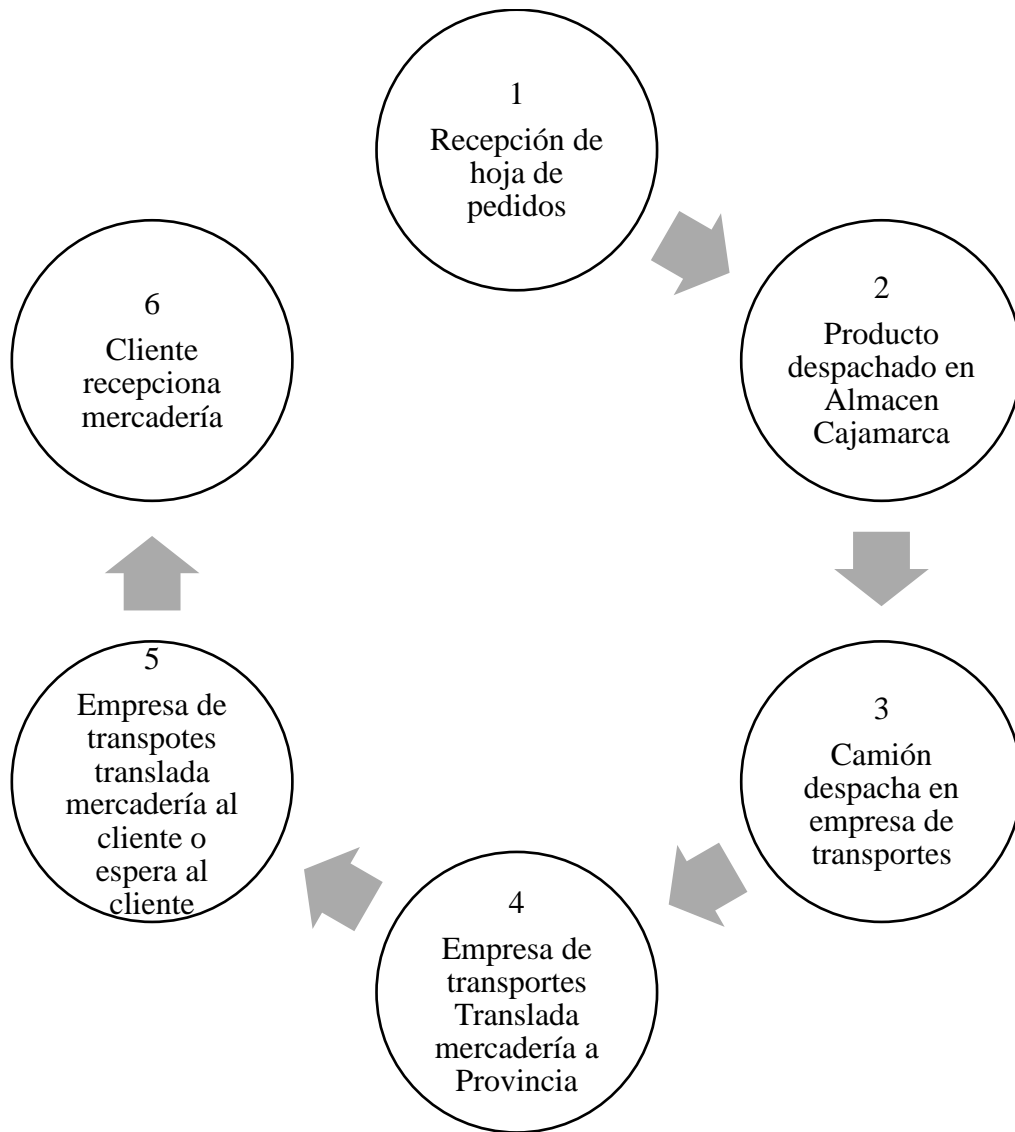 1
Recepción de
hoja de
pedidos
2
Producto
despachado en
Almacen
Cajamarca
3
Camión
despacha en
empresa de
transportes
4
Empresa de
transportes
Translada
mercadería a
Provincia
5
Empresa de
transpotes
translada
mercadería al
cliente o
espera al
cliente
6
Cliente
recepciona
mercadería